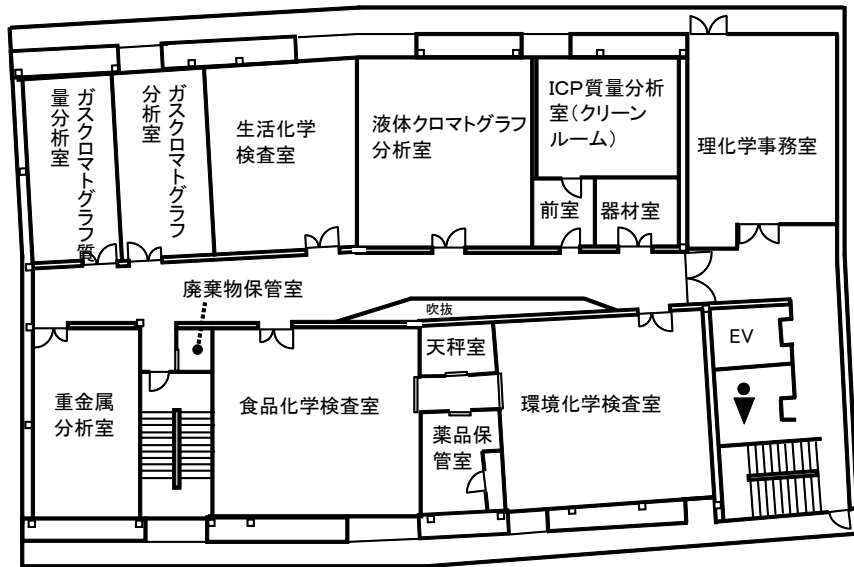 ガスクロマトグラフ質
量分析室
ガスクロマトグラフ
分析室
生活化学
検査室
液体クロマトグラフ
分析室
ICP質量分析
室(クリーン
ルーム)
理化学事務室
前室
器材室
廃棄物保管室
吹抜
天秤室
EV
重金属
分析室
食品化学検査室
環境化学検査室
薬品保
管室